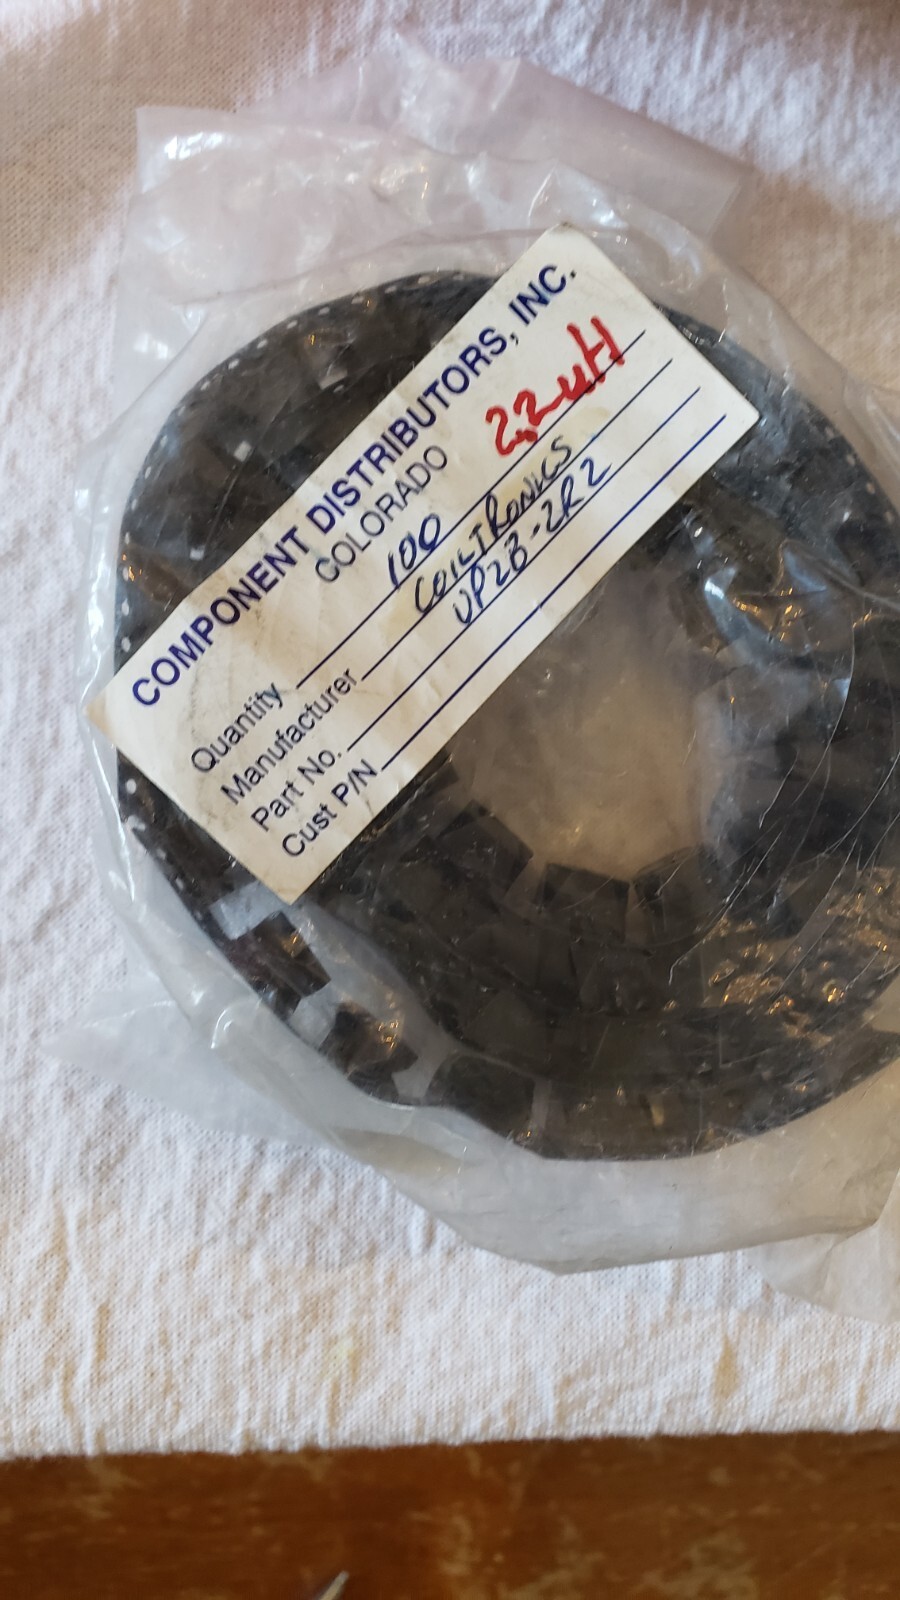 COMPONENT DISTRIBUTORS, INC.
COLORADO
2.2uH
Quantity 100
Manufacturer COILTRONICS
Part No. UP2B-2R2
Cust P/N